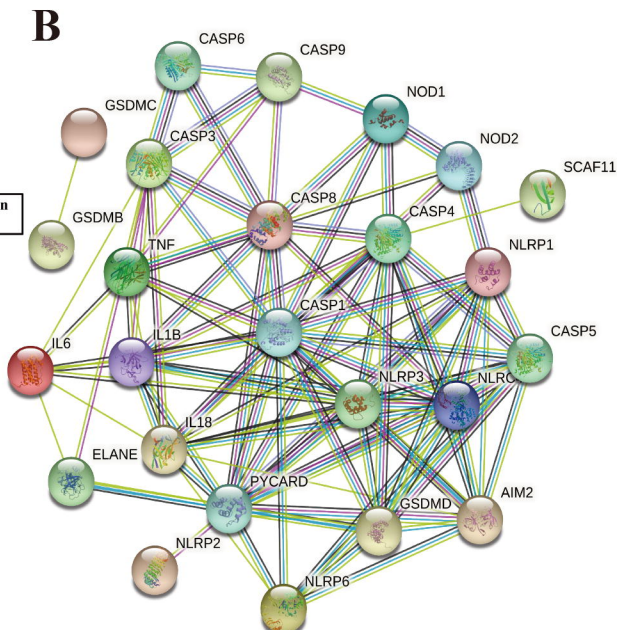 B
CASP6
CASP9
GSDMC
NOD1
CASP3
NOD2
SCAF11
n
CASP8
GSDMB
CASP4
TNF
NLRP1
CASP1
IL1B
CASP5
IL6
NLRP3
NLRC
IL18
ELANE
PYCARD
AIM2
GSDMD
NLRP2
NLRP6